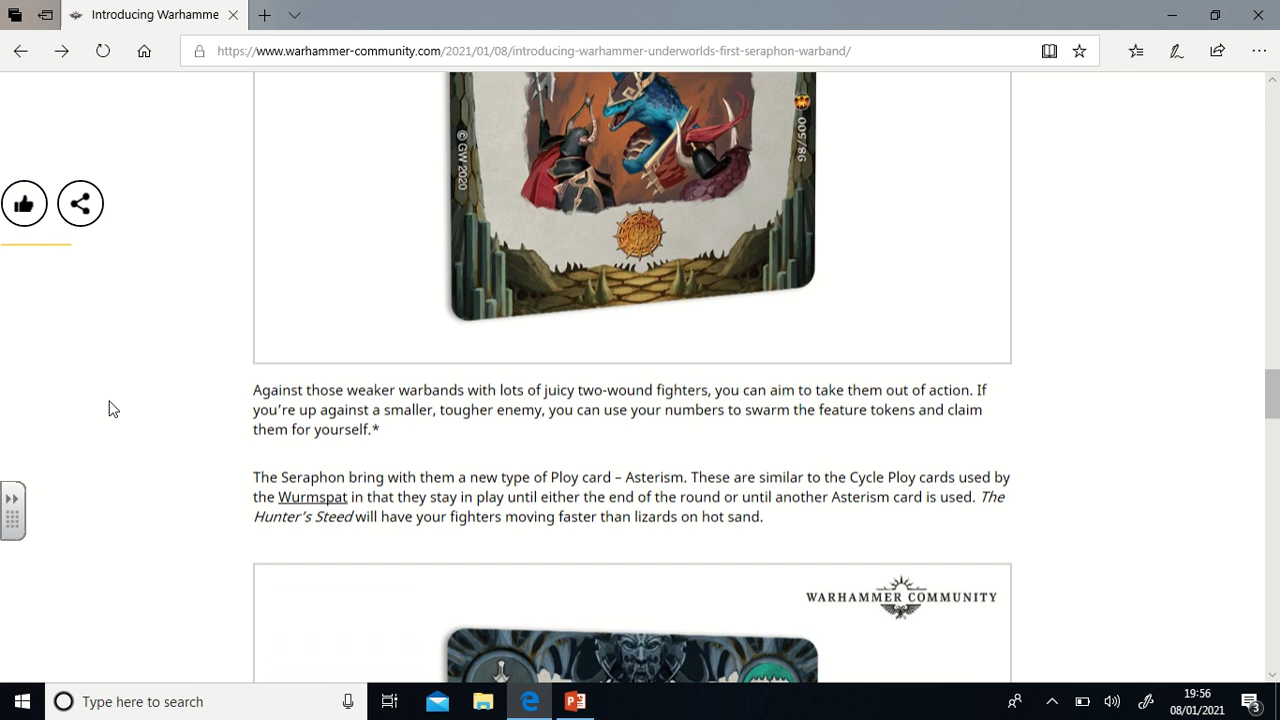 Introducing Warhamme
https://www.warhammer-community.com/2021/01/08/introducing-warhammer-underworlds-first-seraphon-warband/
© GW 2020
98/500
Against those weaker warbands with lots of juicy two-wound fighters, you can aim to take them out of action. If
you’re up against a smaller, tougher enemy, you can use your numbers to swarm the feature tokens and claim
them for yourself.*
The Seraphon bring with them a new type of Ploy card – Asterism. These are similar to the Cycle Ploy cards used by
the Wurmspat in that they stay in play until either the end of the round or until another Asterism card is used. The
Hunter’s Steed will have your fighters moving faster than lizards on hot sand.
WARHAMMER COMMUNITY
Type here to search
19:56
08/01/2021
3